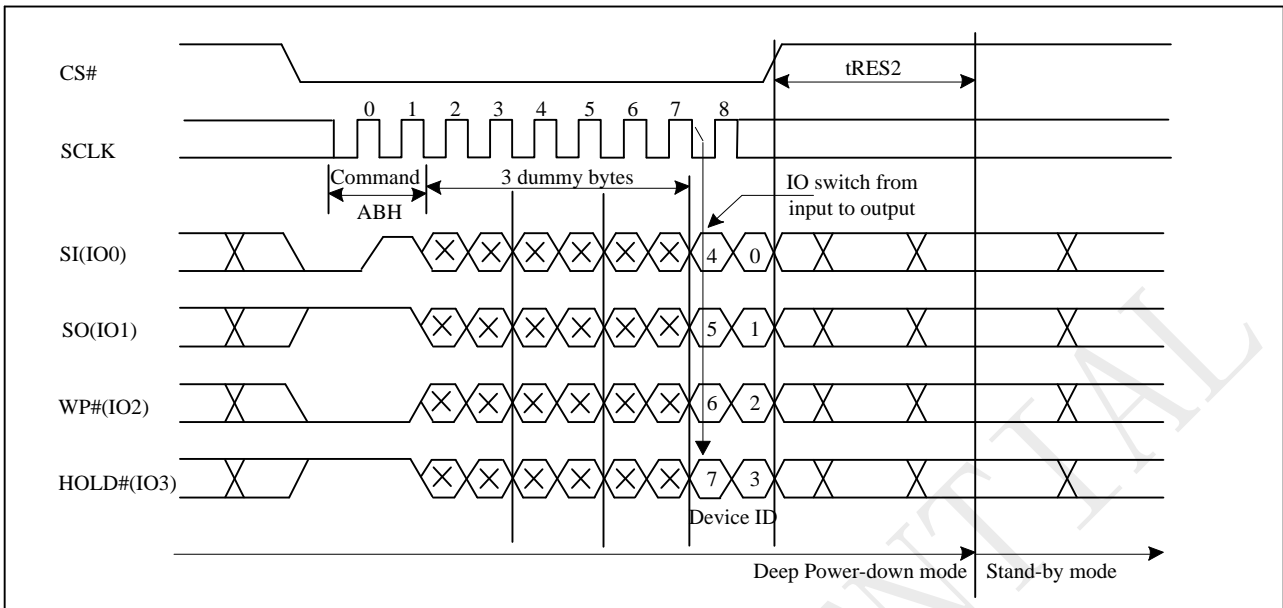 CS#
tRES2
0 1 2 3 4 5 6 7 8
SCLK
Command
ABH
3 dummy bytes
IO switch from
input to output
SI(IO0)
4 0
SO(IO1)
5 1
WP#(IO2)
6 2
HOLD#(IO3)
7 3
Device ID
Deep Power-down mode
Stand-by mode
NTIAL